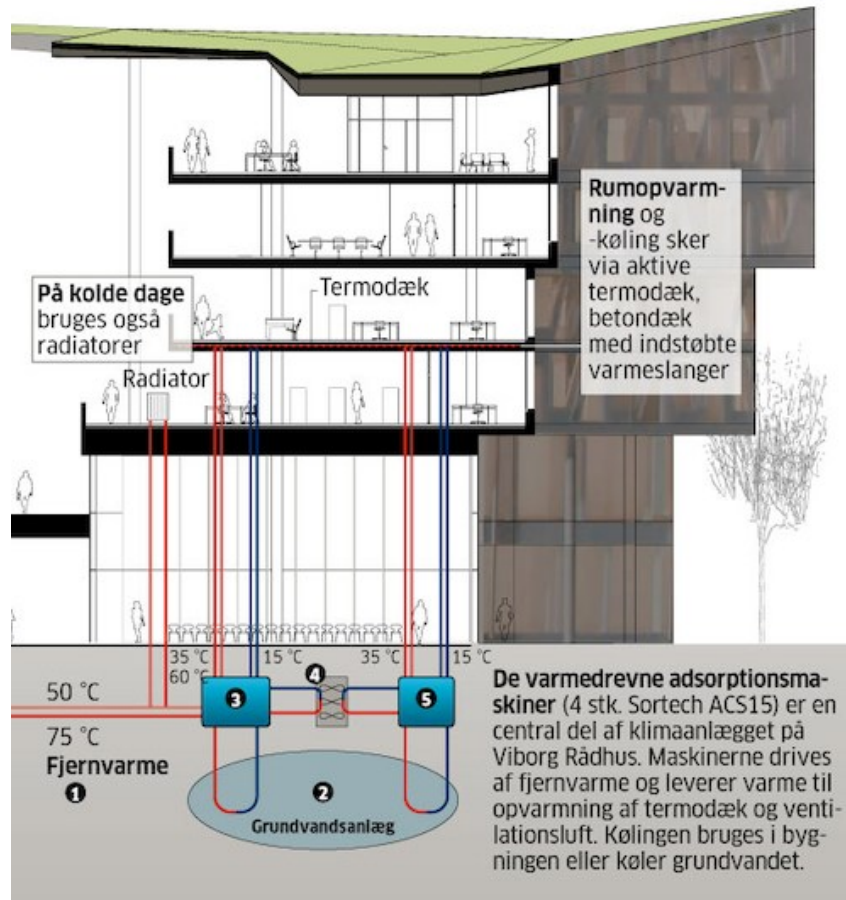 Rumopvarm-
ning og
-køling sker
via aktive
termodæk,
betondæk
med indstøbte
varmeslanger
På kolde dage
bruges også
radiatorer
Termodæk
Radiator
35 °C
60 °C
15 °C
4
35 °C
15 °C
3
5
50 °C
75 °C
Fjernvarme
1
2
Grundvandsanlæg
De varmedrevne adsorptionsma-
skiner (4 stk. Sortech ACS15) er en
central del af klimaanlægget på
Viborg Rådhus. Maskinerne drives
af fjernvarme og leverer varme til
opvarmning af termodæk og venti-
lationsluft. Kølingen bruges i byg-
ningen eller køler grundvandet.